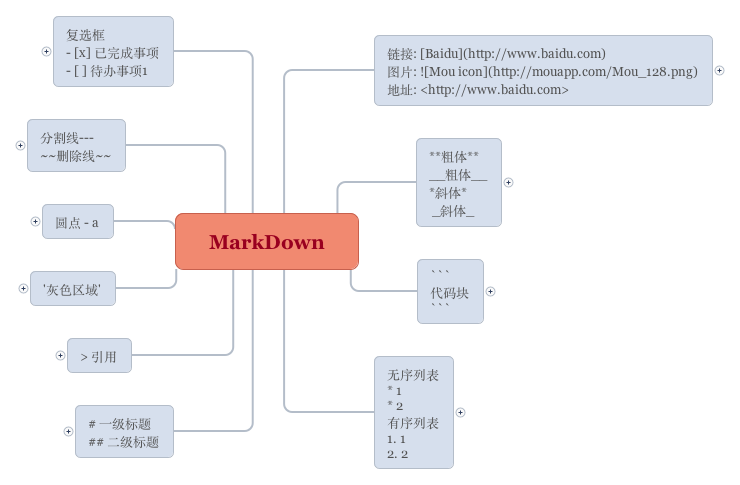 复选框
- [x] 已完成事项
- [ ] 待办事项1
分割线---
~~删除线~~
圆点 - a
'灰色区域'
> 引用
# 一级标题
## 二级标题
MarkDown
链接: [Baidu](http://www.baidu.com)
图片: ![Mou icon](http://mouapp.com/Mou_128.png)
地址: <http://www.baidu.com>
**粗体**
__粗体__
*斜体*
_斜体_
```
代码块
```
无序列表
* 1
* 2
有序列表
1. 1
2. 2